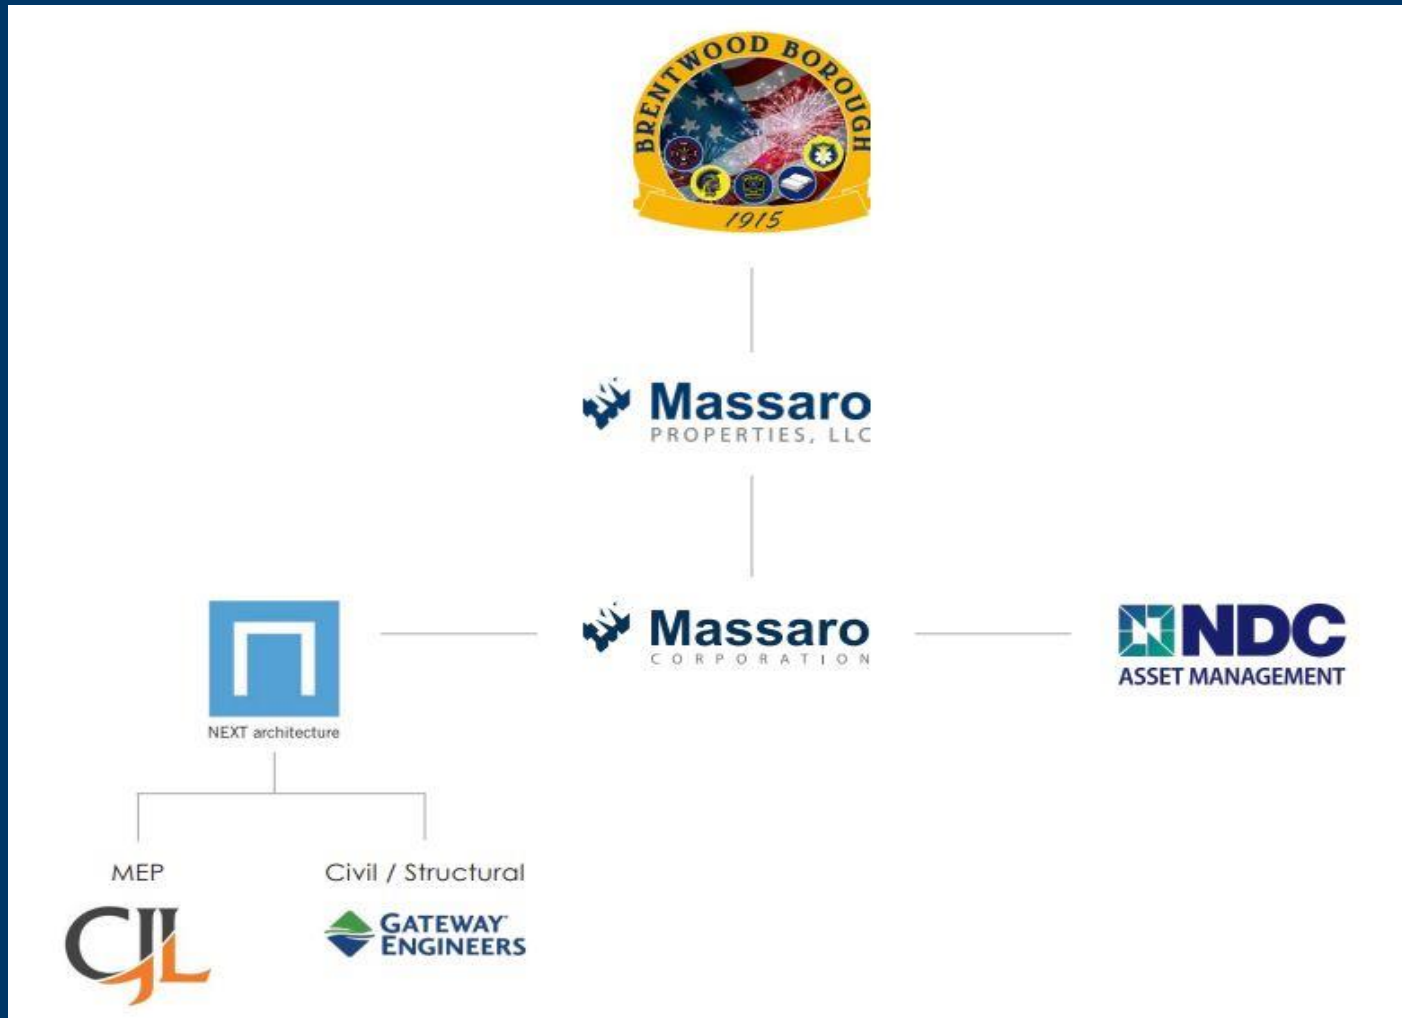 BRENTWOOD BOROUGH
1915
Massaro
PROPERTIES, LLC
Massaro
CORPORATION
NEXT architecture
NDC
ASSET MANAGEMENT
MEP
CJL
Civil / Structural
GATEWAY
ENGINEERS